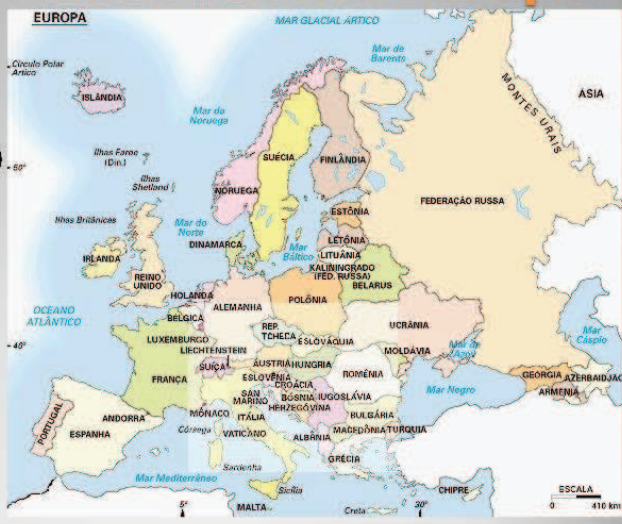 EUROPA
MAR GLACIAL ÁRTICO
Círculo Polar
Ártico
Mar de
Barents
ISLÂNDIA
ÁSIA
MONTES URAIS
Mar da
Noruega
Ilhas Faroe
(Din.)
60°
SUÉCIA
FINLÂNDIA
Ilhas
Shetland
NORUEGA
FEDERAÇÃO RUSSA
Ilhas Britânicas
Mar do
Norte
ESTÔNIA
DINAMARCA
LETÔNIA
Mar
Báltico
LITUÂNIA
IRLANDA
KALININGRADO
(FED. RUSSA)
REINO
UNIDO
BELARUS
HOLANDA
ALEMANHA
POLÔNIA
OCEANO
ATLÂNTICO
BÉLGICA
UCRÂNIA
REP.
TCHECA
Mar
Cáspio
LUXEMBURGO
ESLOVÁQUIA
40°
LIECHTENSTEIN
MOLDÁVIA
Mar de
Azov
SUÍÇA
ÁUSTRIA
HUNGRIA
FRANÇA
ESLOVÊNIA
ROMÊNIA
GEORGIA
AZERBAIDJÃO
CROÁCIA
ARMENIA
SAN
MARINO
BÓSNIA
HERZEGÓVINA
IUGOSLÁVIA
Mar Negro
MÔNACO
ANDORRA
PORTUGAL
ITÁLIA
BULGÁRIA
Córsega
ESPANHA
VATICANO
MACEDÔNIA
TURQUIA
ALBÂNIA
GRÉCIA
Sardenha
Mar Mediterrâneo
Sicília
CHIPRE
ESCALA
0 410 km
5°
MALTA
30°
Creta